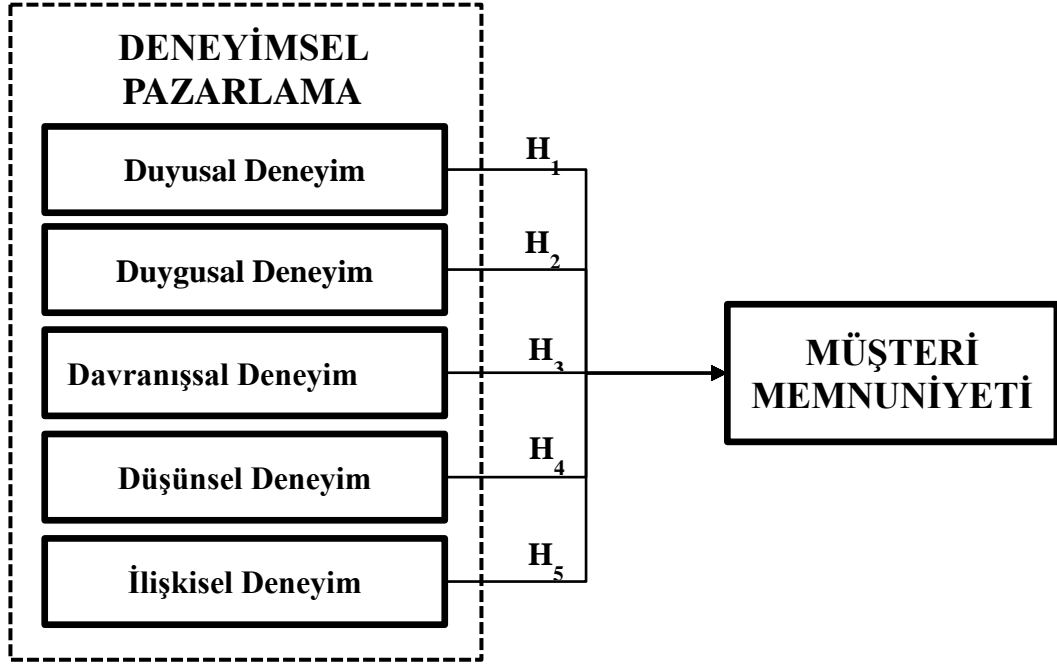 DENEYİMSEL
PAZARLAMA
Duyusal Deneyim
H₁
Duygusal Deneyim
H₂
Davranışsal Deneyim
H₃
MÜŞTERİ
MEMNUNİYETİ
Düşünsel Deneyim
H₄
İlişkisel Deneyim
H₅